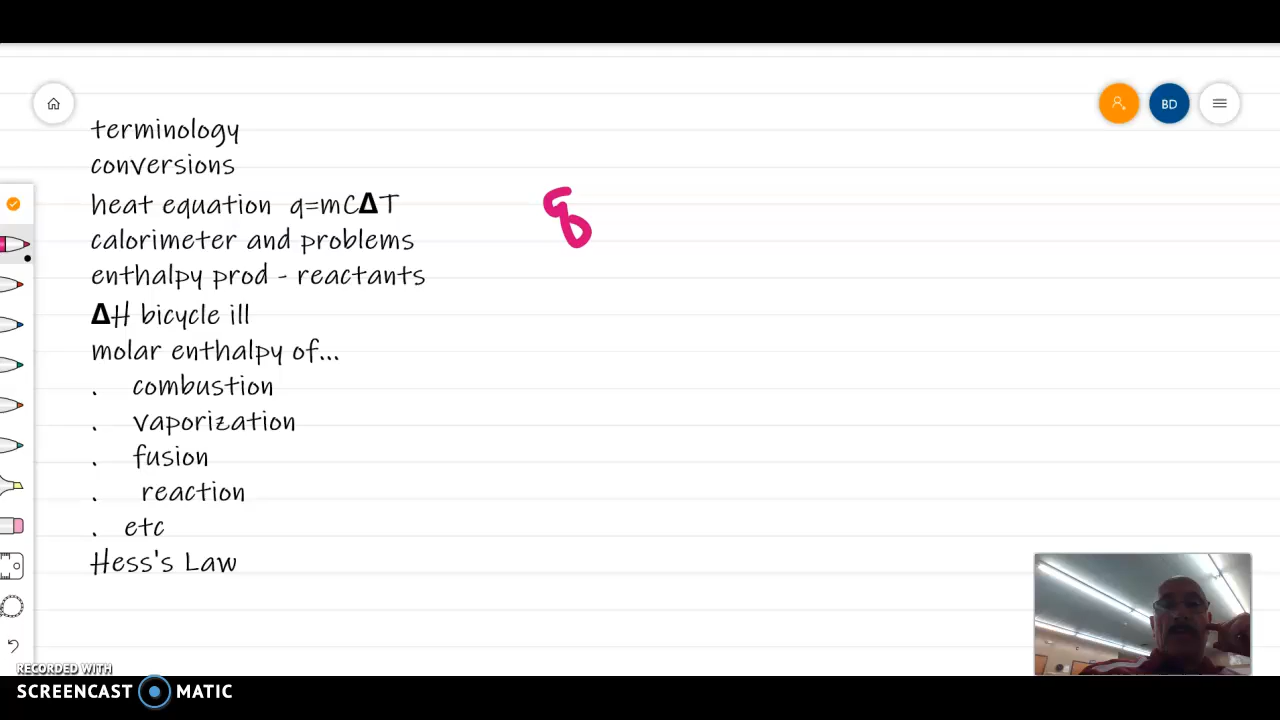 BD
terminology
conversions
heat equation q=mCΔT
8
calorimeter and problems
enthalpy prod - reactants
ΔH bicycle ill
molar enthalpy of...
. combustion
. vaporization
. fusion
. reaction
. etc
Hess's Law
RECORDED WITH
SCREENCAST MATIC